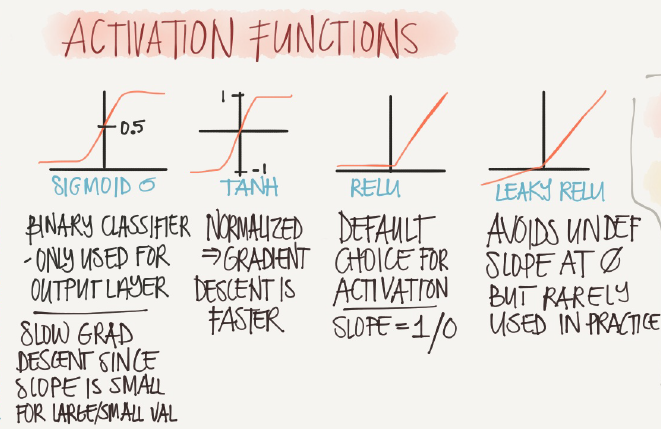 ACTIVATION FUNCTIONS
0.5
SIGMOID σ
BINARY CLASSIFIER
- ONLY USED FOR
OUTPUT LAYER
SLOW GRAD
DESCENT SINCE
SLOPE IS SMALL
FOR LARGE/SMALL VAL
1
-1
TANH
NORMALIZED
⇒ GRADIENT
DESCENT IS
FASTER
RELU
DEFAULT
CHOICE FOR
ACTIVATION
SLOPE = 1/0
LEAKY RELU
AVOIDS UNDEF
SLOPE AT Ø
BUT RARELY
USED IN PRACTICE